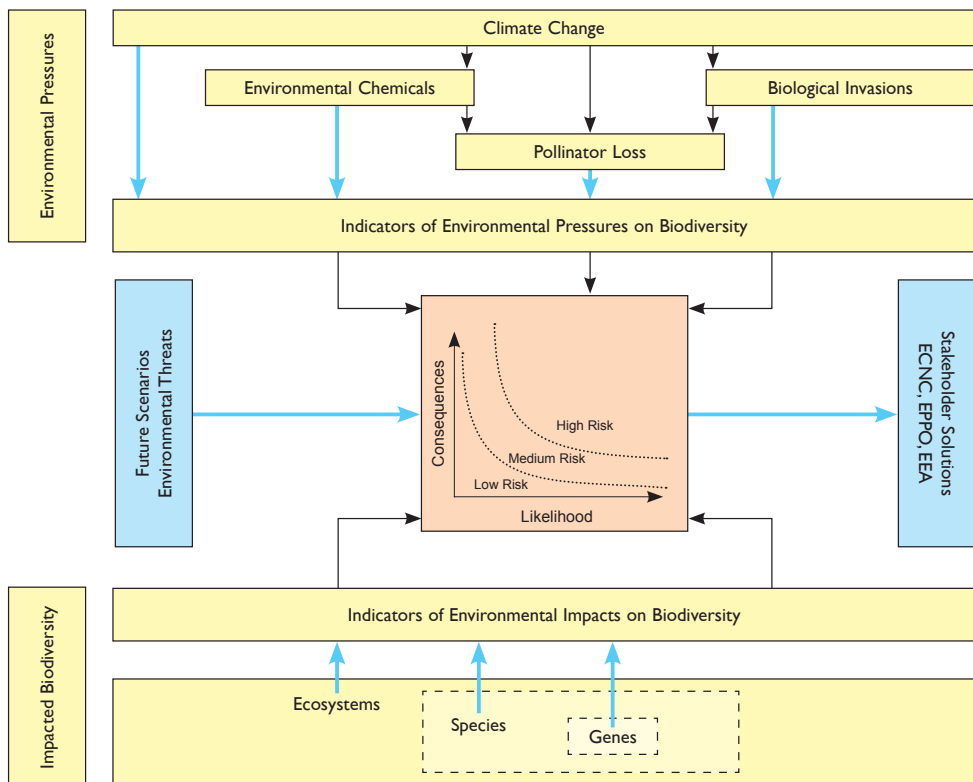 Environmental Pressures
Climate Change
Environmental Chemicals
Biological Invasions
Pollinator Loss
Indicators of Environmental Pressures on Biodiversity
Future Scenarios
Environmental Threats
Consequences
High Risk
Medium Risk
Low Risk
Likelihood
Stakeholder Solutions
ECNC, EPPO, EEA
Impacted Biodiversity
Indicators of Environmental Impacts on Biodiversity
Ecosystems
Species
Genes